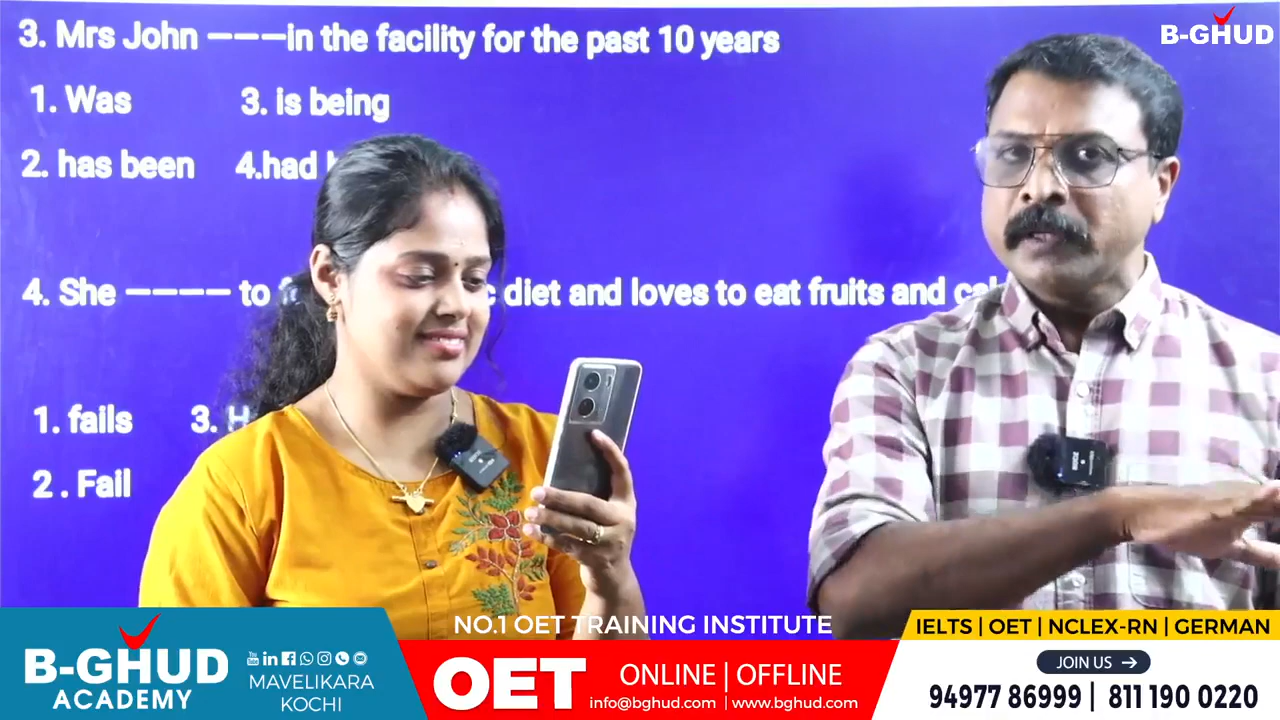 3. Mrs John ———in the facility for the past 10 years
B-GHUD
1. Was 3. is being
2. has been 4.had
4. She ———— to diet and loves to eat fruits and
1. fails 3.
2 . Fail
NO.1 OET TRAINING INSTITUTE
IELTS | OET | NCLEX-RN | GERMAN
B-GHUD
ACADEMY
MAVELIKARA
KOCHI
OET
ONLINE | OFFLINE
info@bghud.com | www.bghud.com
JOIN US →
94977 86999 | 811 190 0220